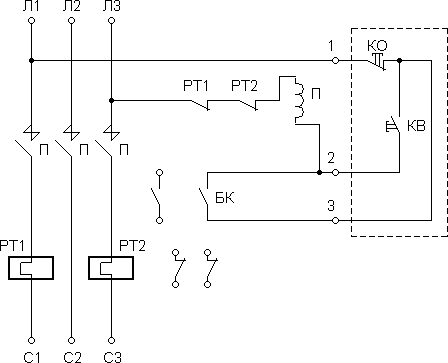 Л1 Л2 Л3
1 КО
РТ1 РТ2 П
КВ
П П П
2
БК
3
РТ1 РТ2
С1 С2 С3